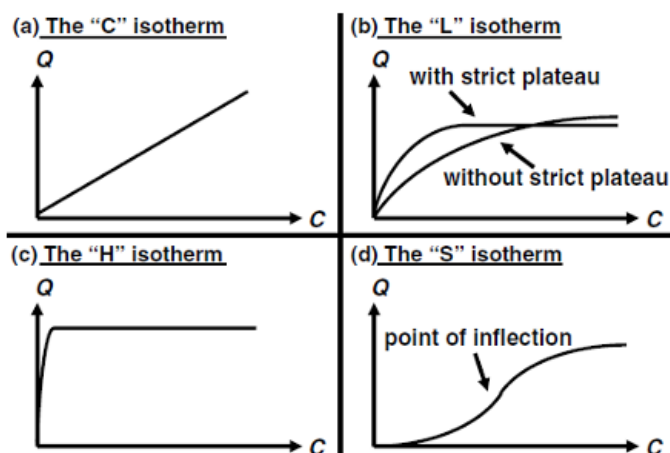 (a) The “C” isotherm
Q
C
(b) The “L” isotherm
Q
with strict plateau
without strict plateau
C
(c) The “H” isotherm
Q
C
(d) The “S” isotherm
Q
point of inflection
C